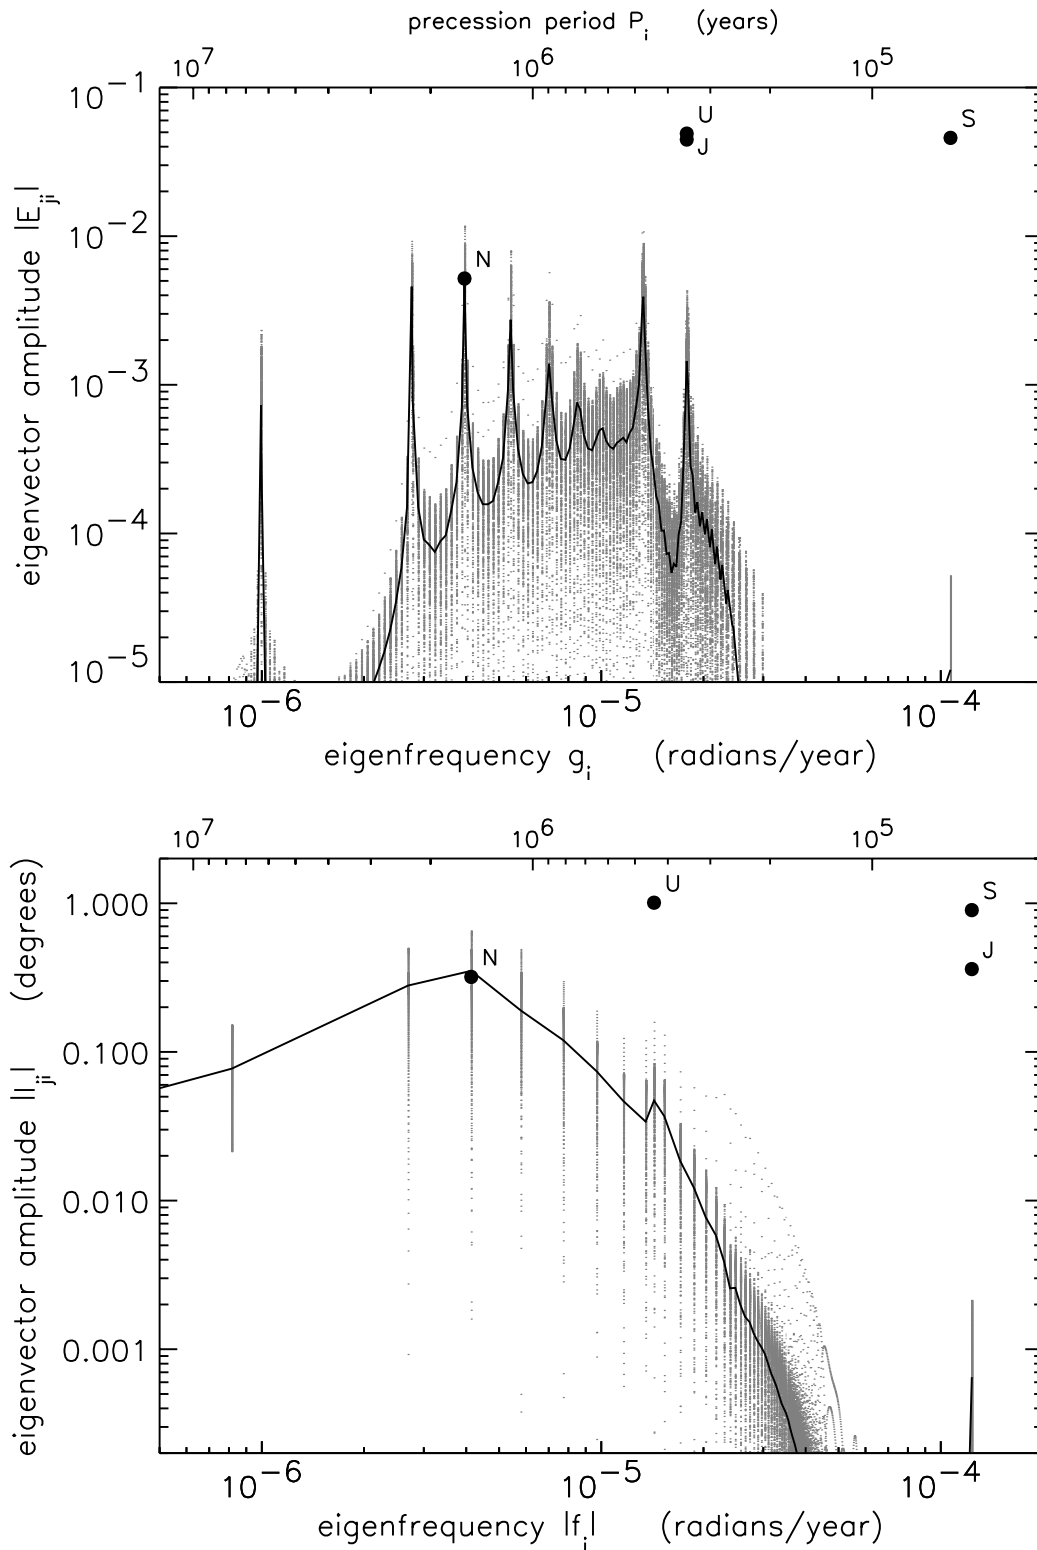 precession period P_i (years)
10^7 10^6 10^5
10^-1
U
J
S
10^-2
N
10^-3
10^-4
10^-5
eigenvector amplitude |E_ji|
10^-6 10^-5 10^-4
eigenfrequency g_i (radians/year)
10^7 10^6 10^5
U
S
J
N
1.000
0.100
0.010
0.001
eigenvector amplitude |I_ji| (degrees)
10^-6 10^-5 10^-4
eigenfrequency |f_i| (radians/year)